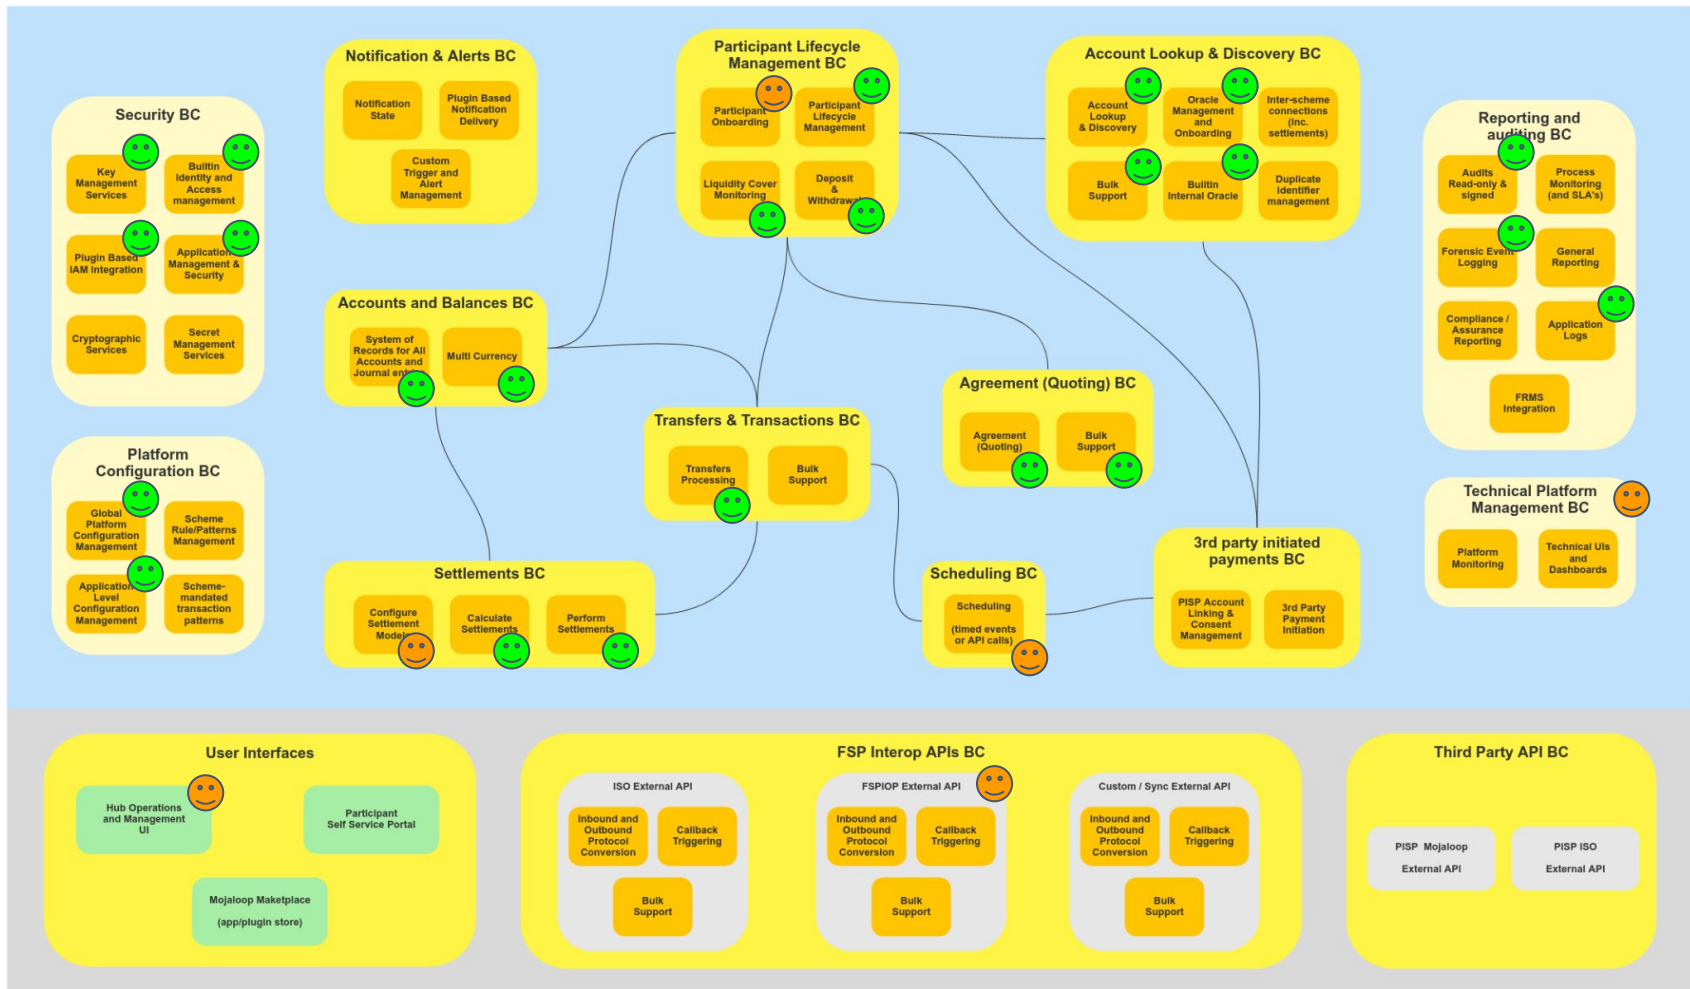 Notification & Alerts BC
Notification
State
Plugin Based
Notification
Delivery
Custom
Trigger and
Alert
Management
Participant Lifecycle
Management BC
Participant
Onboarding
Participant
Lifecycle
Management
Liquidity Cover
Monitoring
Deposit
&
Withdrawal
Account Lookup & Discovery BC
Account
Lookup
& Discovery
Oracle
Management
and
Onboarding
Inter-scheme
connections
(Inc.
settlements)
Bulk
Support
Builtin
Internal Oracle
Duplicate
identifier
management
Security BC
Key
Management
Services
Builtin
Identity and
Access
management
Plugin Based
IAM Integration
Application
Management &
Security
Cryptographic
Services
Secret
Management
Services
Reporting and
auditing BC
Audits
Read-only &
signed
Process
Monitoring
(and SLA's)
Forensic Event
Logging
General
Reporting
Compliance /
Assurance
Reporting
Application
Logs
FRMS
Integration
Accounts and Balances BC
System of
Records for All
Accounts and
Journal
Multi Currency
Agreement (Quoting) BC
Agreement
(Quoting)
Bulk
Support
Transfers & Transactions BC
Transfers
Processing
Bulk
Support
Platform
Configuration BC
Global
Platform
Configuration
Management
Scheme
Rule/Patterns
Management
Application
Level
Configuration
Management
Scheme-
mandated
transaction
patterns
Technical Platform
Management BC
Platform
Monitoring
Technical UIs
and
Dashboards
Settlements BC
Configure
Settlement
Models
Calculate
Settlements
Perform
Settlements
Scheduling BC
Scheduling
(timed events
or API calls)
3rd party initiated
payments BC
PISP Account
Linking &
Consent
Management
3rd Party
Payment
Initiation
User Interfaces
Hub Operations
and Management
UI
Participant
Self Service Portal
Mojaloop Maketplace
(app/plugin store)
FSP Interop APIs BC
ISO External API
Inbound and
Outbound
Protocol
Conversion
Callback
Triggering
Bulk
Support
FSPIOP External API
Inbound and
Outbound
Protocol
Conversion
Callback
Triggering
Bulk
Support
Custom / Sync External API
Inbound and
Outbound
Protocol
Conversion
Callback
Triggering
Bulk
Support
Third Party API BC
PISP Mojaloop
External API
PISP ISO
External API